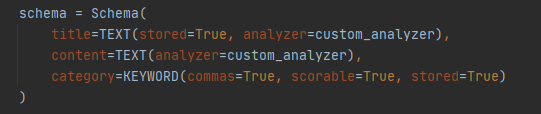 schema = Schema(
    title=TEXT(stored=True, analyzer=custom_analyzer),
    content=TEXT(analyzer=custom_analyzer),
    category=KEYWORD(commas=True, scorable=True, stored=True)
)